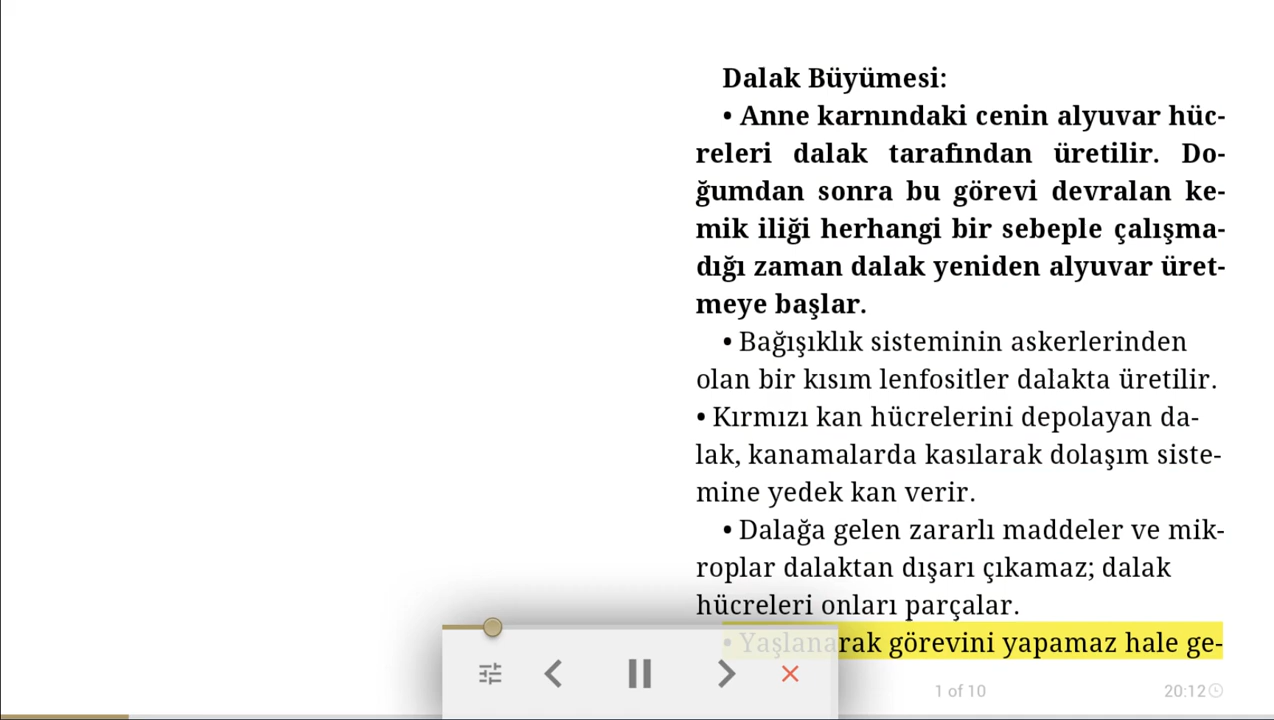 Dalak Büyümesi:
• Anne karnındaki cenin alyuvar hüc-
releri dalak tarafından üretilir. Do-
ğumdan sonra bu görevi devralan ke-
mik iliği herhangi bir sebeple çalışma-
dığı zaman dalak yeniden alyuvar üret-
meye başlar.
• Bağışıklık sisteminin askerlerinden
olan bir kısım lenfositler dalakta üretilir.
• Kırmızı kan hücrelerini depolayan da-
lak, kanamalarda kasılarak dolaşım siste-
mine yedek kan verir.
• Dalağa gelen zararlı maddeler ve mik-
roplar dalaktan dışarı çıkamaz; dalak
hücreleri onları parçalar.
• Yaşlanarak görevini yapamaz hale ge-
1 of 10
20:12